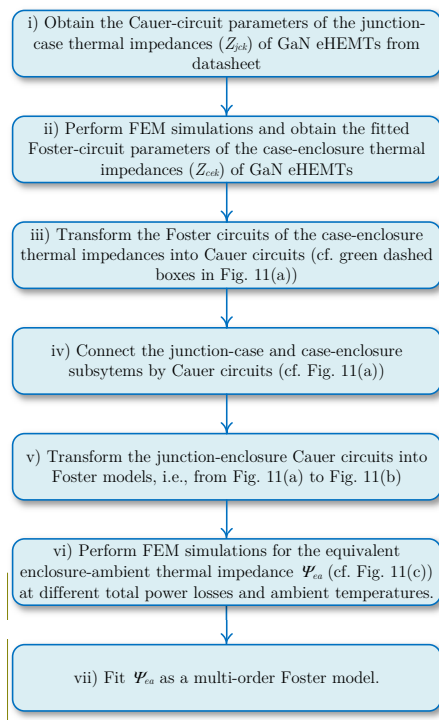 i) Obtain the Cauer-circuit parameters of the junction-
case thermal impedances (Zjck) of GaN eHEMTs from
datasheet
ii) Perform FEM simulations and obtain the fitted
Foster-circuit parameters of the case-enclosure thermal
impedances (Zcek) of GaN eHEMTs
iii) Transform the Foster circuits of the case-enclosure
thermal impedances into Cauer circuits (cf. green dashed
boxes in Fig. 11(a))
iv) Connect the junction-case and case-enclosure
subsytems by Cauer circuits (cf. Fig. 11(a))
v) Transform the junction-enclosure Cauer circuits into
Foster models, i.e., from Fig. 11(a) to Fig. 11(b)
vi) Perform FEM simulations for the equivalent
enclosure-ambient thermal impedance Ψea (cf. Fig. 11(c))
at different total power losses and ambient temperatures.
vii) Fit Ψea as a multi-order Foster model.